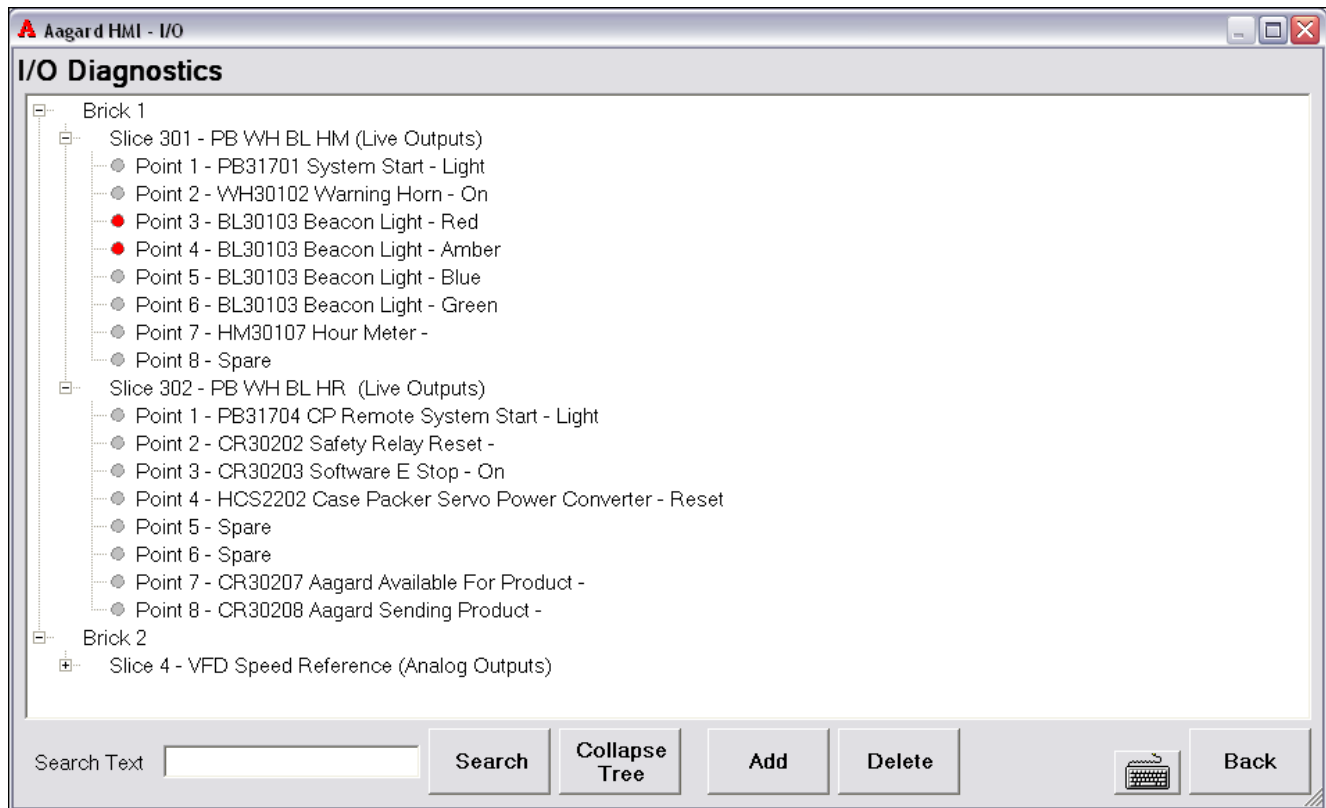 Aagard HMI - I/O
I/O Diagnostics
Brick 1
Slice 301 - PB WH BL HM (Live Outputs)
Point 1 - PB31701 System Start - Light
Point 2 - WH30102 Warning Horn - On
Point 3 - BL30103 Beacon Light - Red
Point 4 - BL30103 Beacon Light - Amber
Point 5 - BL30103 Beacon Light - Blue
Point 6 - BL30103 Beacon Light - Green
Point 7 - HM30107 Hour Meter -
Point 8 - Spare
Slice 302 - PB WH BL HR (Live Outputs)
Point 1 - PB31704 CP Remote System Start - Light
Point 2 - CR30202 Safety Relay Reset -
Point 3 - CR30203 Software E Stop - On
Point 4 - HCS2202 Case Packer Servo Power Converter - Reset
Point 5 - Spare
Point 6 - Spare
Point 7 - CR30207 Aagard Available For Product -
Point 8 - CR30208 Aagard Sending Product -
Brick 2
Slice 4 - VFD Speed Reference (Analog Outputs)
Search Text
Search
Collapse
Tree
Add
Delete
Back